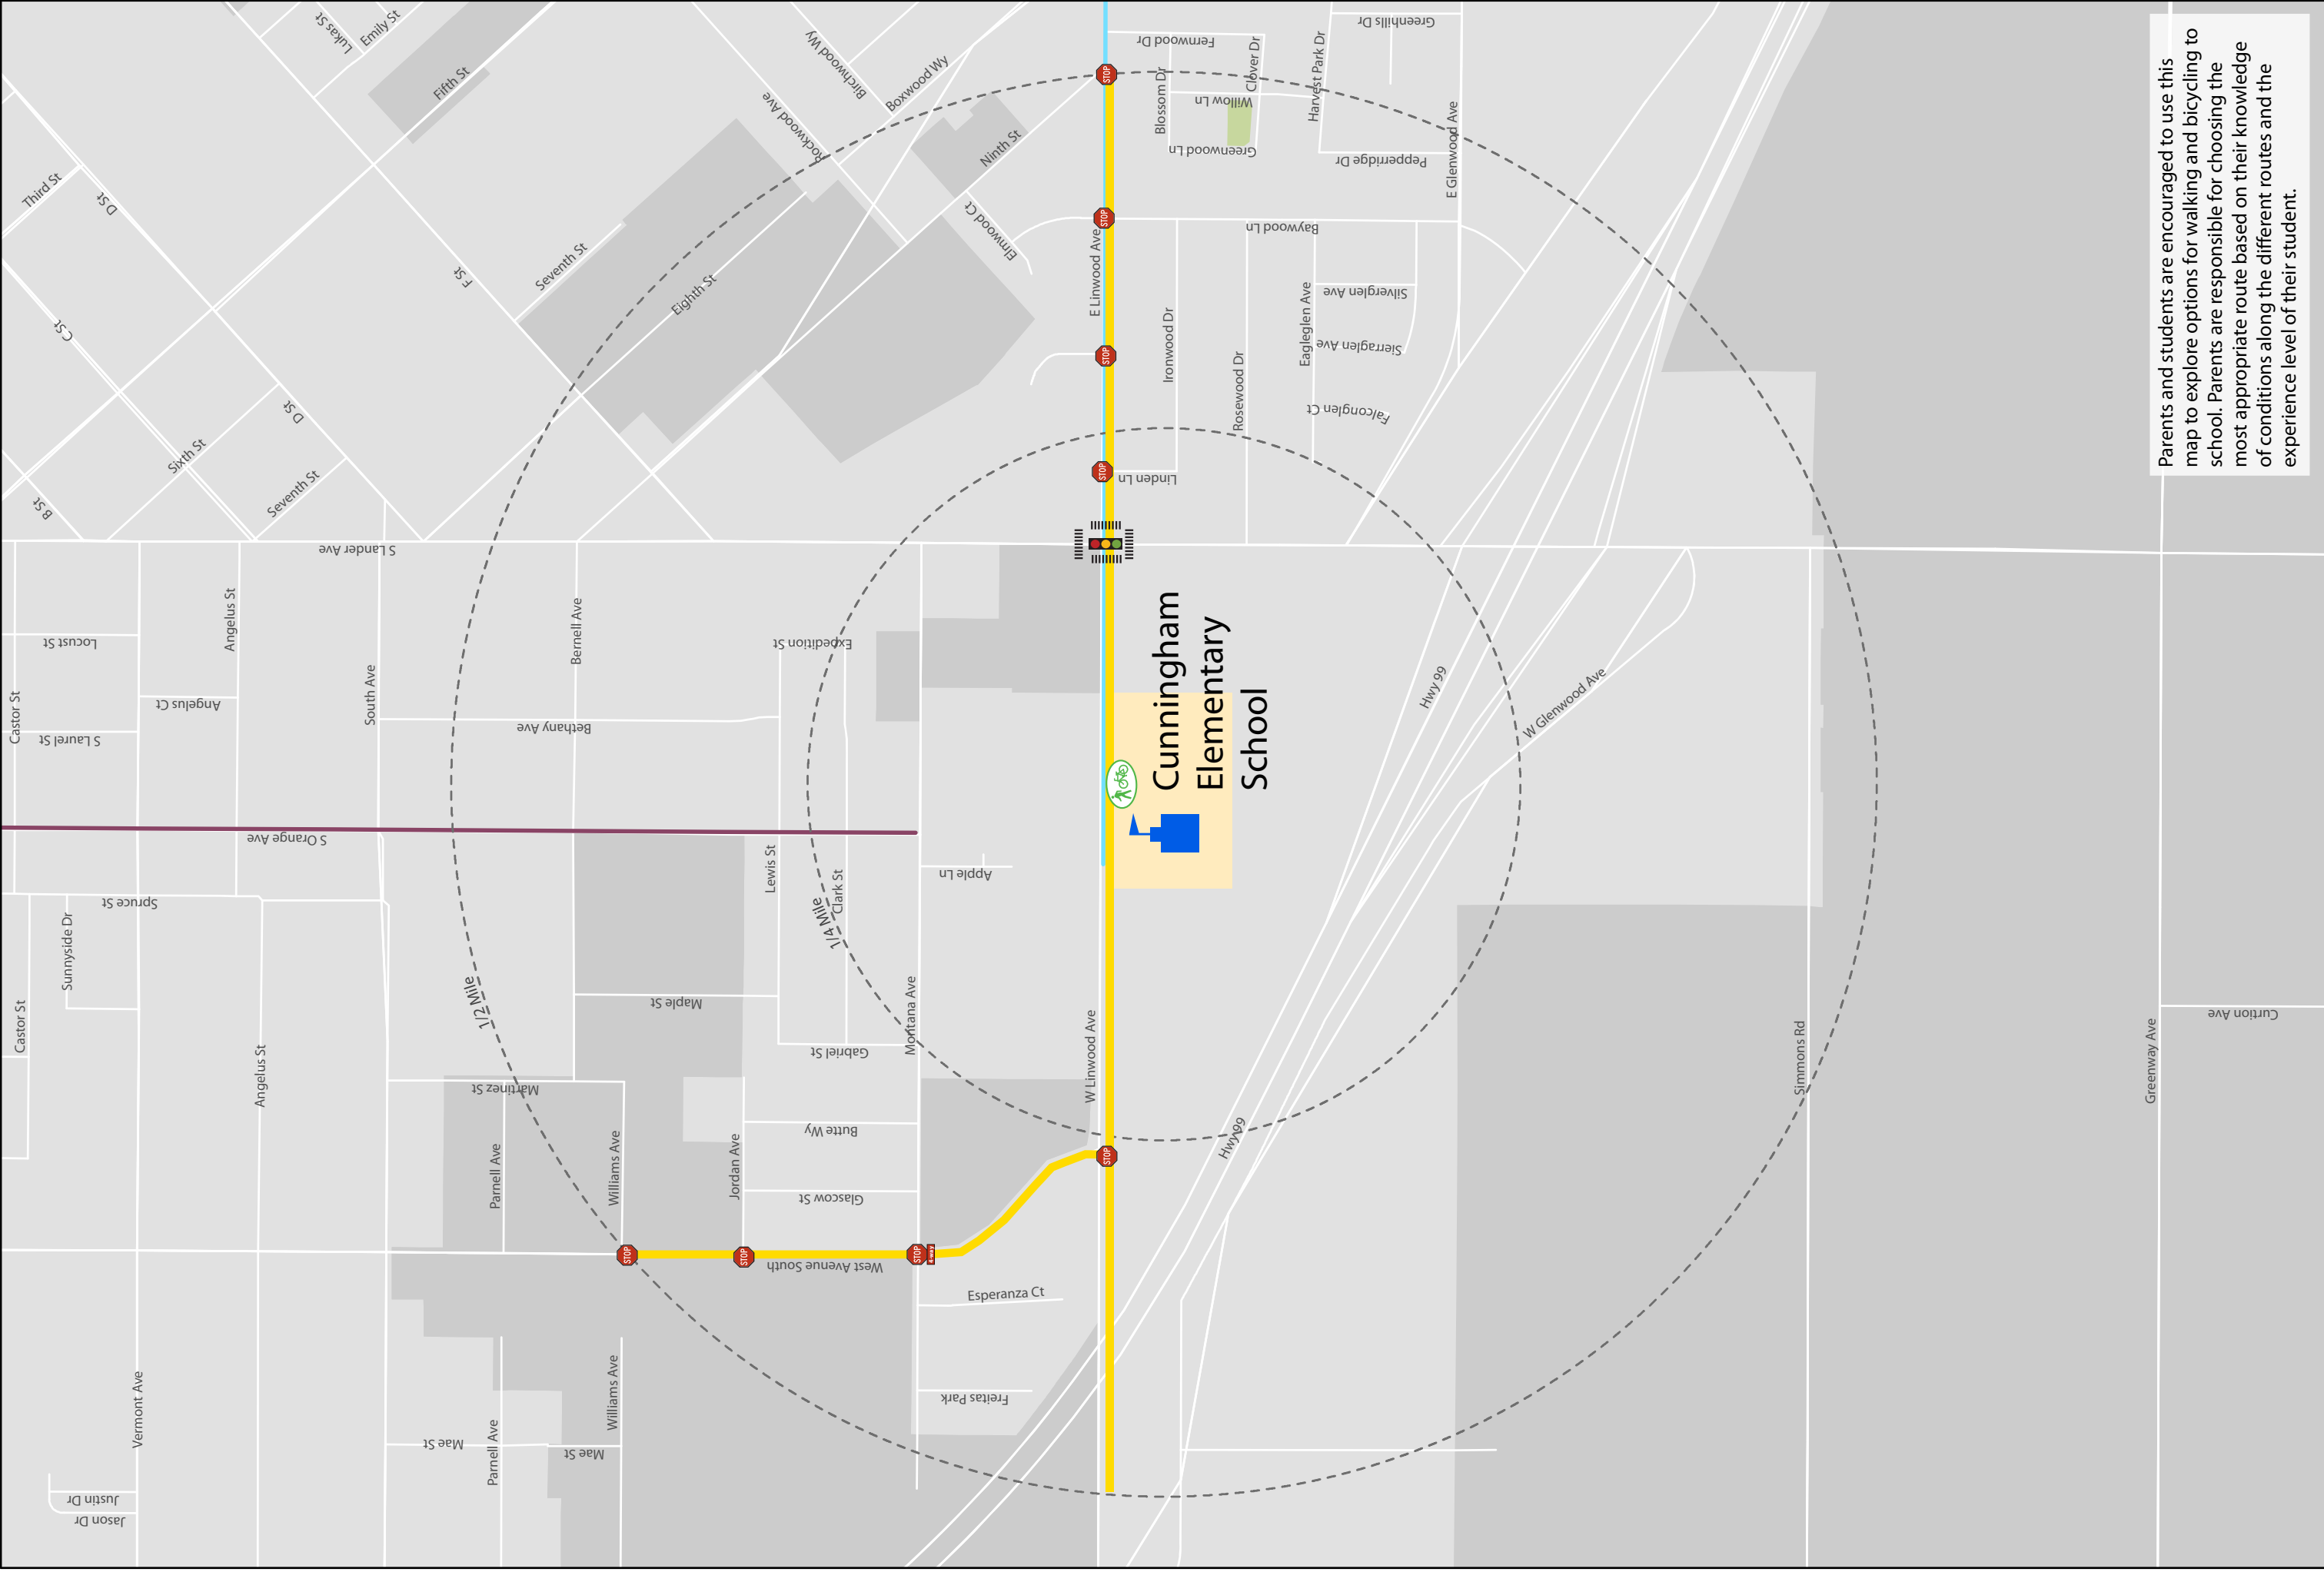 Parents and students are encouraged to use this
map to explore options for walking and bicycling to
school. Parents are responsible for choosing the
most appropriate route based on their knowledge
of conditions along the different routes and the
experience level of their student.
Cunningham
Elementary
School
Lukas St
Emily St
Fifth St
Third St
D St
C St
F St
Seventh St
Eighth St
Sixth St
D St
Seventh St
B St
Birchwood Wy
Boxwood Wy
Rockwood Ave
Ninth St
Elmwood Ct
E Linwood Ave
Fernwood Dr
Blossom Dr
Clover Dr
Willow Ln
Greenwood Ln
Harvest Park Dr
Greenhills Dr
Pepperridge Dr
E Glenwood Ave
Baywood Ln
Ironwood Dr
Rosewood Dr
Eagleglen Ave
Silverglen Ave
Sierraglen Ave
Falconglen Ct
Linden Ln
STOP
STOP
STOP
STOP
S Lander Ave
Castor St
Locust St
S Laurel St
Angelus St
Angelus Ct
South Ave
Bernell Ave
Bethany Ave
Expedition St
S Orange Ave
Spruce St
Sunnyside Dr
Castor St
Angelus St
Lewis St
Clark St
1/4 Mile
1/2 Mile
Apple Ln
Maple St
Gabriel St
Montana Ave
W Linwood Ave
Martinez St
Parnell Ave
Williams Ave
Jordan Ave
Butte Wy
Glascow St
STOP
STOP
STOP
STOP
4-way
West Avenue South
Esperanza Ct
Freitas Park
Vermont Ave
Mae St
Parnell Ave
Mae St
Williams Ave
Justin Dr
Jason Dr
Hwy 99
Hwy 99
W Glenwood Ave
Simmons Rd
Greenway Ave
Curtion Ave